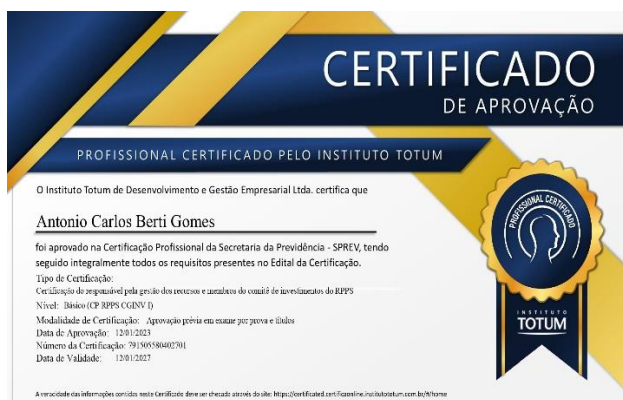 CERTIFICADO
DE APROVAÇÃO
PROFISSIONAL CERTIFICADO PELO INSTITUTO TOTUM
O Instituto Totum de Desenvolvimento e Gestão Empresarial Ltda. certifica que
Antonio Carlos Berti Gomes
foi aprovado na Certificação Profissional da Secretaria da Previdência - SPREV, tendo
seguido integralmente todos os requisitos presentes no Edital da Certificação.
Tipo de Certificação:
Certificação do responsável pela gestão dos recursos e membros do comitê de investimentos do RPPS
Nível: Básico (CP RPPS CGINV I)
Modalidade de Certificação: Aprovação prévia em exame por prova e títulos
Data de Aprovação: 12/01/2023
Número da Certificação: 791505580402701
Data de Validade: 12/01/2027
PROFISSIONAL CERTIFICADO
INSTITUTO
TOTUM
A veracidade das informações contidas neste Certificado deve ser checada através do site: https://certificated.certificaonline.institutototum.com.br/#/home